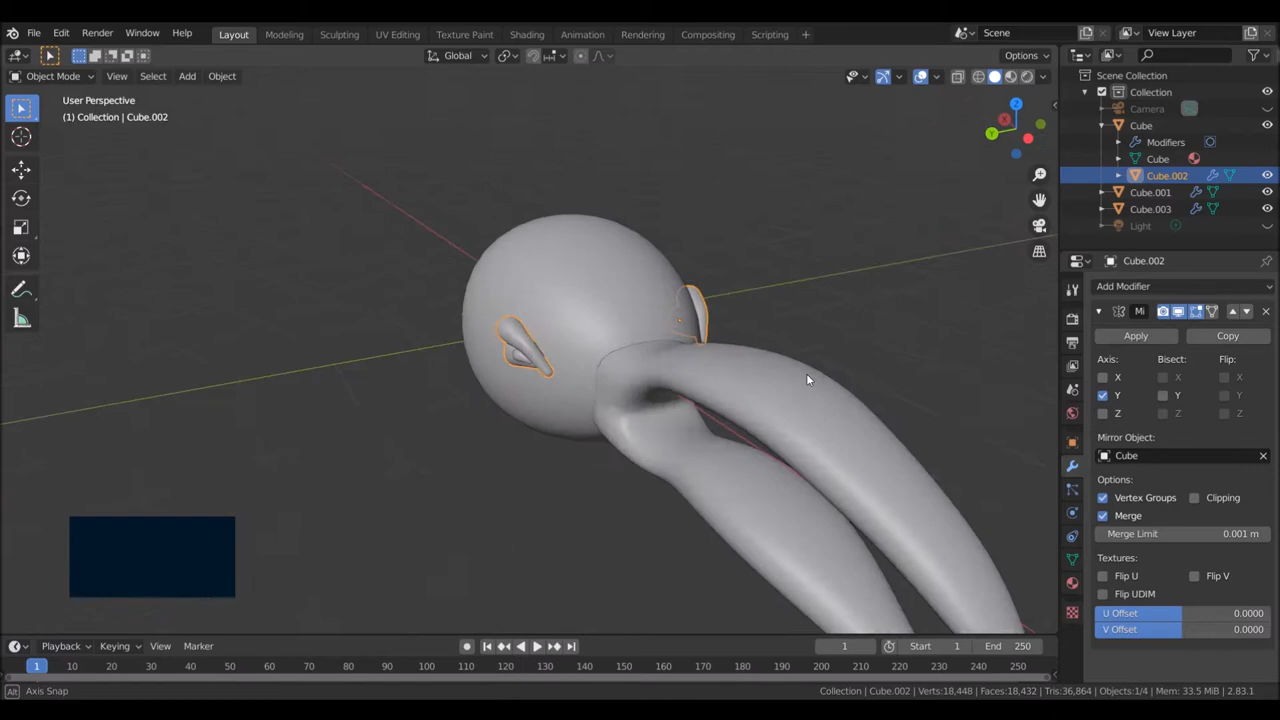 File Edit Render Window Help Layout Modeling Sculpting UV Editing Texture Paint Shading Animation Rendering Compositing Scripting + Scene View Layer
Global Options
Object Mode View Select Add Object
User Perspective
(1) Collection | Cube.002
Z
X
Y
Scene Collection
Collection
Camera
Cube
Modifiers
Cube
Cube.002
Cube.001
Cube.003
Light
Cube.002
Add Modifier
Mi
Apply Copy
Axis: Bisect: Flip:
X X X
Y Y Y
Z Z Z
Mirror Object:
Cube
Options:
Vertex Groups Clipping
Merge
Merge Limit 0.001 m
Textures:
Flip U Flip V
Flip UDIM
U Offset 0.0000
V Offset 0.0000
Playback Keying View Marker 1 Start 1 End 250
1 10 20 30 40 50 60 70 80 90 100 110 120 130 140 150 160 170 180 190 200 210 220 230 240 250
Alt Axis Snap Collection | Cube.002 | Verts:18,448 | Faces:18,432 | Tris:36,864 | Objects:1/4 | Mem: 33.5 MiB | 2.83.1